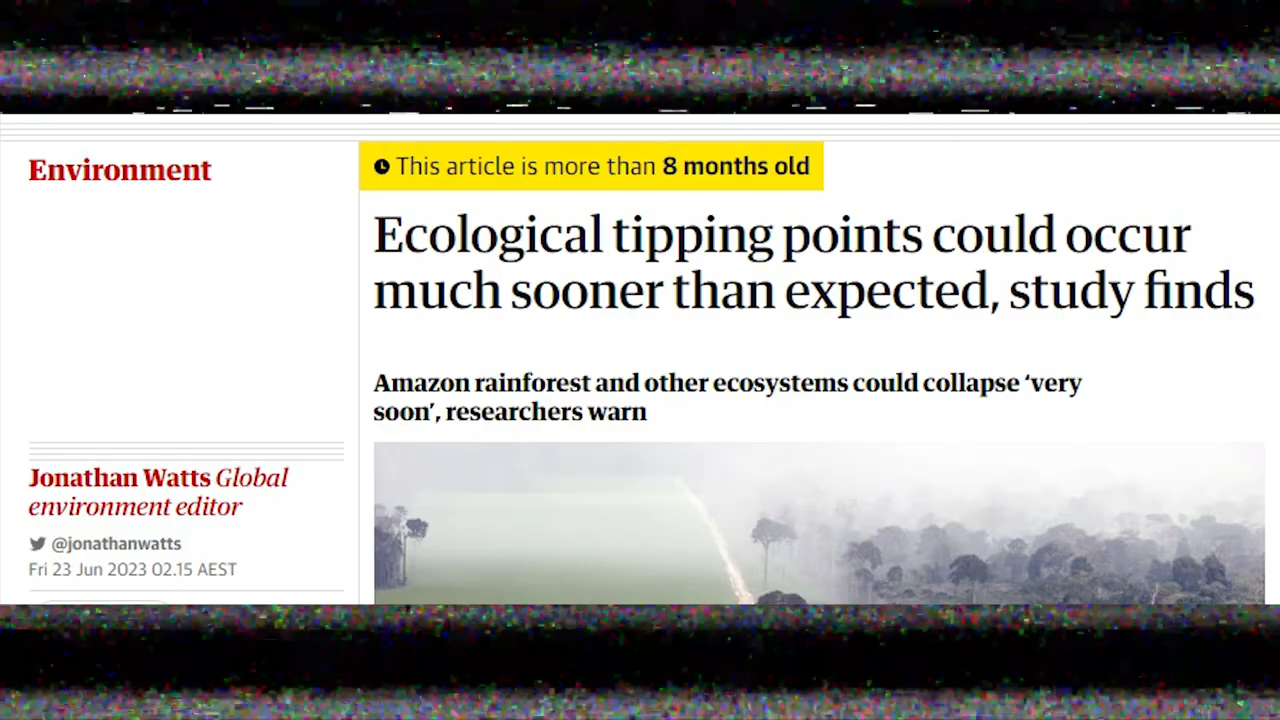 Environment
This article is more than 8 months old
Ecological tipping points could occur
much sooner than expected, study finds
Amazon rainforest and other ecosystems could collapse ‘very
soon’, researchers warn
Jonathan Watts Global
environment editor
@jonathanwatts
Fri 23 Jun 2023 02.15 AEST